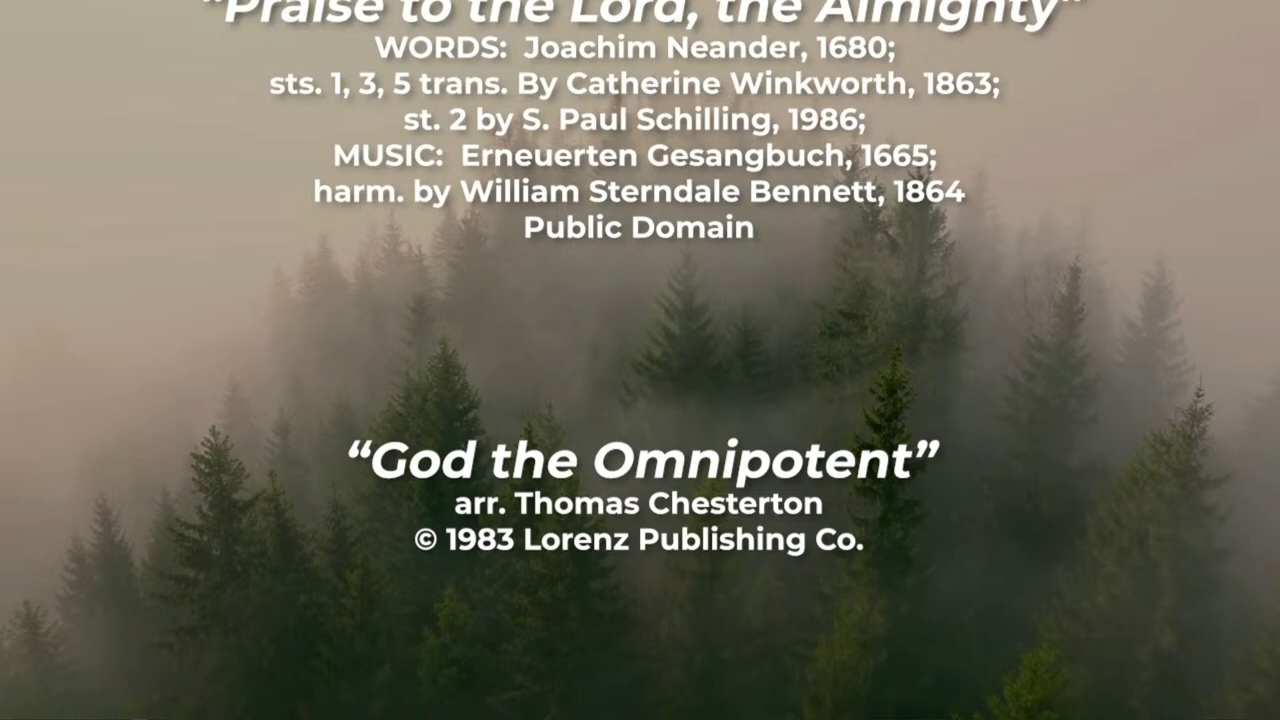 “Praise to the Lord, the Almighty”
WORDS: Joachim Neander, 1680;
sts. 1, 3, 5 trans. By Catherine Winkworth, 1863;
st. 2 by S. Paul Schilling, 1986;
MUSIC: Erneuerten Gesangbuch, 1665;
harm. by William Sterndale Bennett, 1864
Public Domain
“God the Omnipotent”
arr. Thomas Chesterton
© 1983 Lorenz Publishing Co.